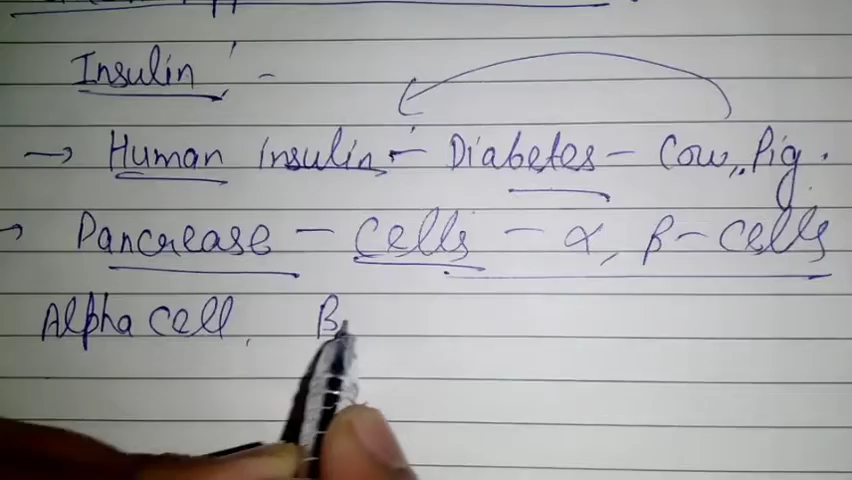 Insulin -
→ Human insulin - Diabetes - Cow, Pig.
→ Pancrease - Cells - α, β - cells
Alpha cell, B